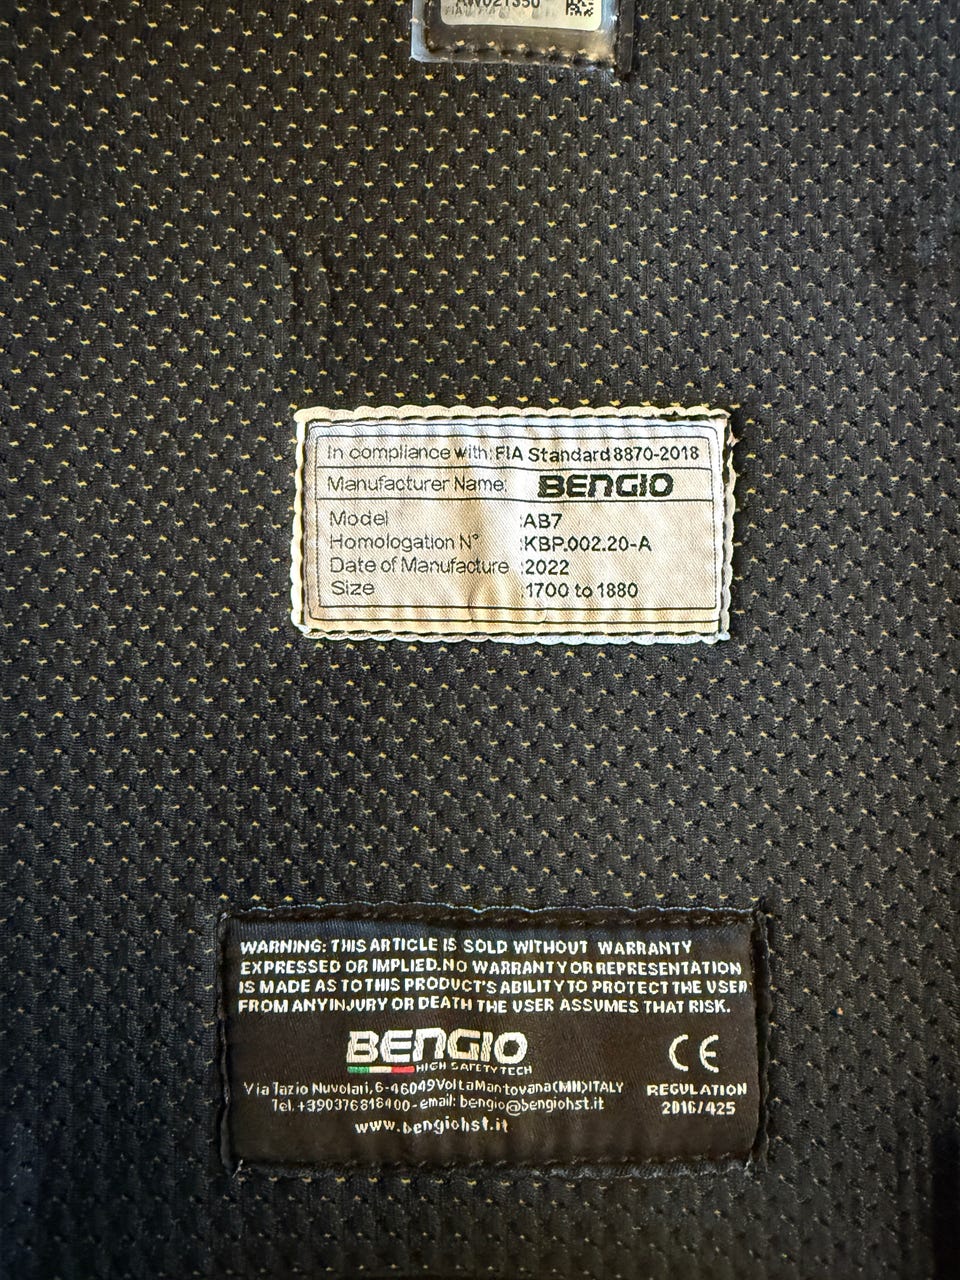 AW021350
In compliance with: FIA Standard 8870-2018
Manufacturer Name: BENGIO
Model :AB7
Homologation N° :KBP.002.20-A
Date of Manufacture :2022
Size :1700 to 1880
WARNING: THIS ARTICLE IS SOLD WITHOUT WARRANTY
EXPRESSED OR IMPLIED.NO WARRANTY OR REPRESENTATION
IS MADE AS TO THIS PRODUCT'S ABILITY TO PROTECT THE USER
FROM ANY INJURY OR DEATH THE USER ASSUMES THAT RISK.
BENGIO
HIGH SAFETY TECH
CE
Via Tazio Nuvolari,6-46049 Volta Mantovana(MN)ITALY
REGULATION
Tel.+390376818400-email: bengio@bengiohst.it
2016/425
www.bengiohst.it